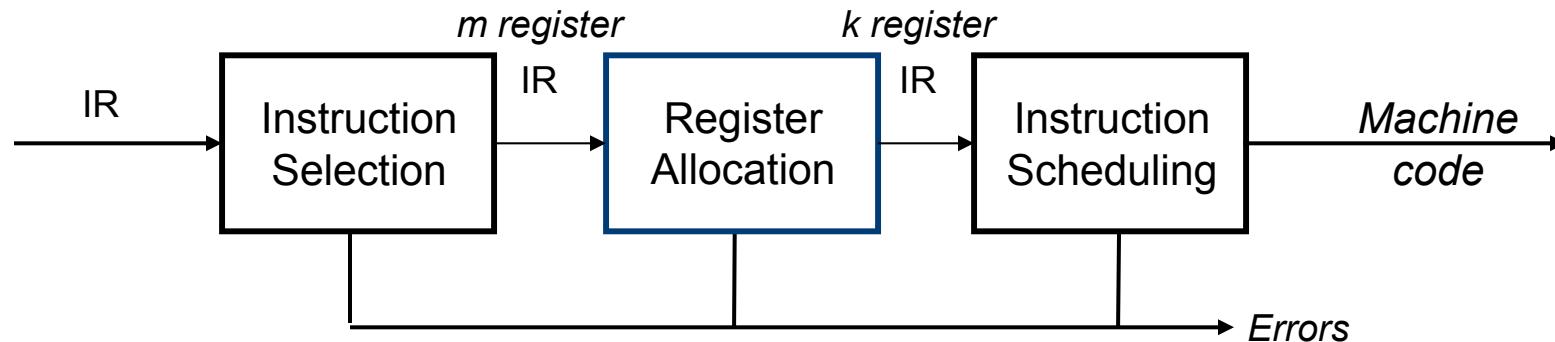 m register
k register
IR
IR
IR
Instruction
Selection
Register
Allocation
Instruction
Scheduling
Machine
code
Errors